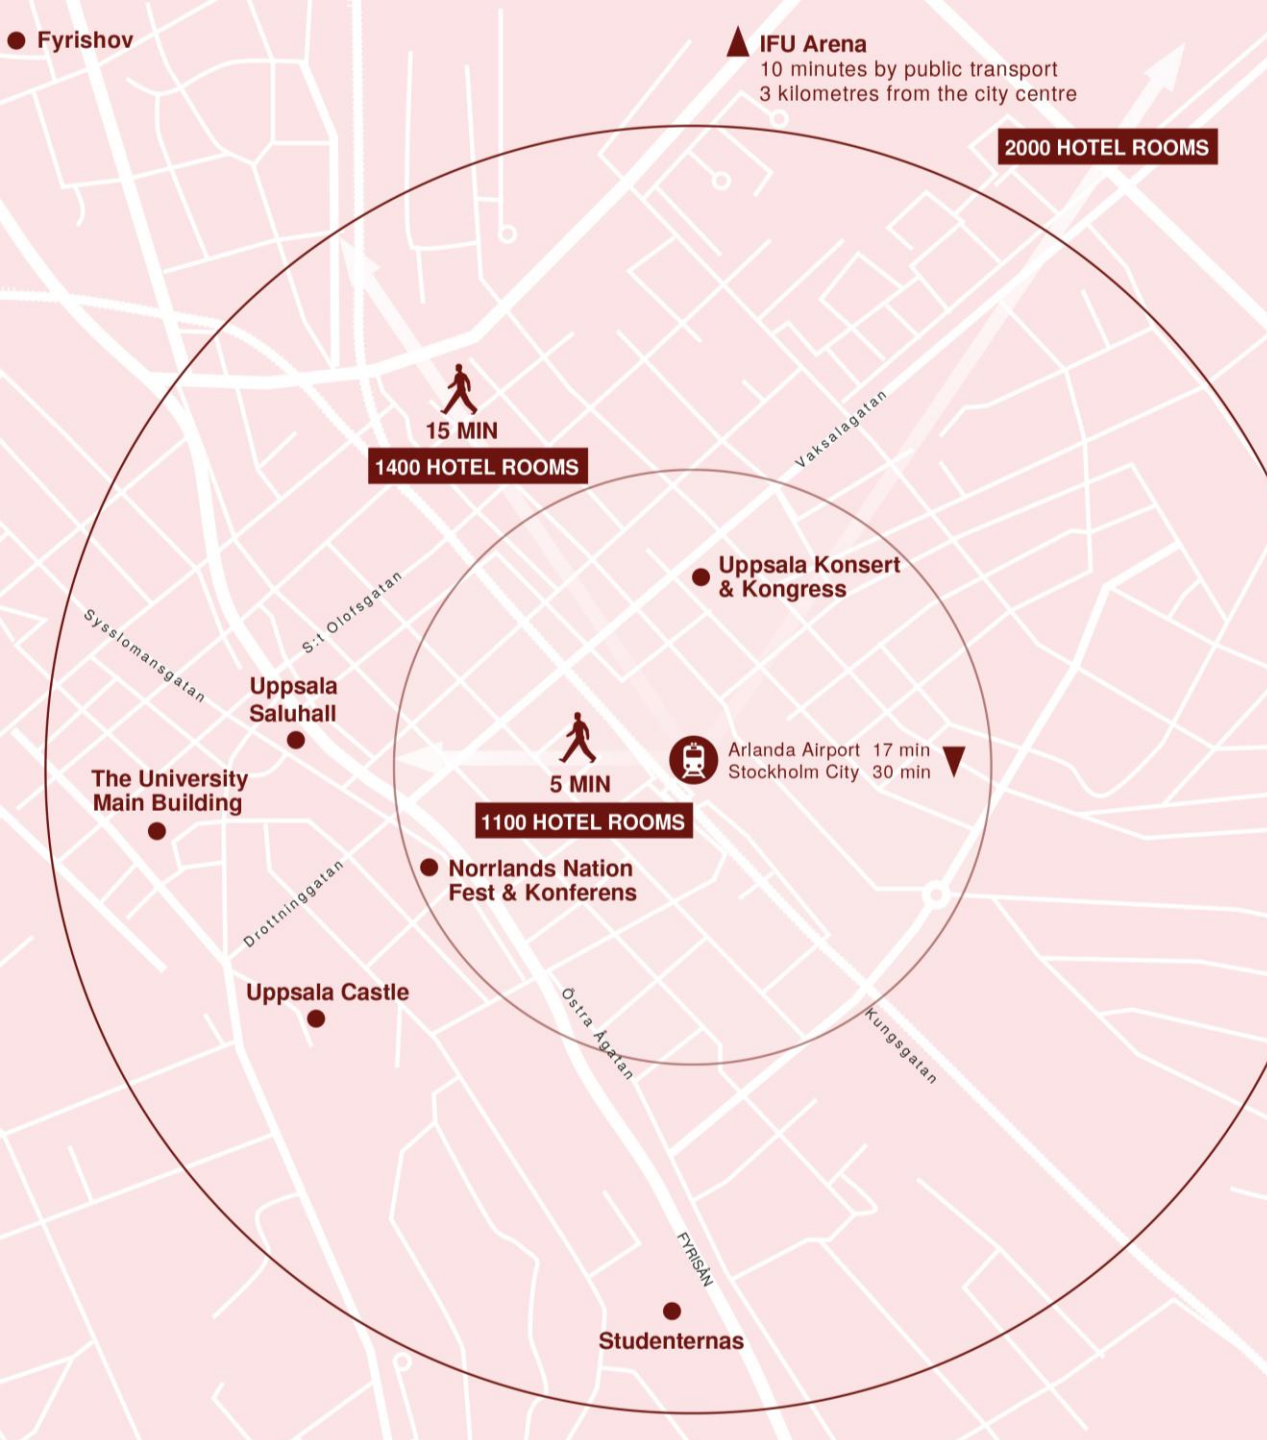 Fyrishov
IFU Arena
10 minutes by public transport
3 kilometres from the city centre
2000 HOTEL ROOMS
Vaksalagatan
15 MIN
1400 HOTEL ROOMS
Uppsala Konsert
& Kongress
S:t Olofsgatan
Sysslomansgatan
Uppsala
Saluhall
Arlanda Airport 17 min
Stockholm City 30 min
5 MIN
1100 HOTEL ROOMS
The University
Main Building
Norrlands Nation
Fest & Konferens
Drottninggatan
Uppsala Castle
Östra Ågatan
Kungsgatan
FYRISÅN
Studenternas